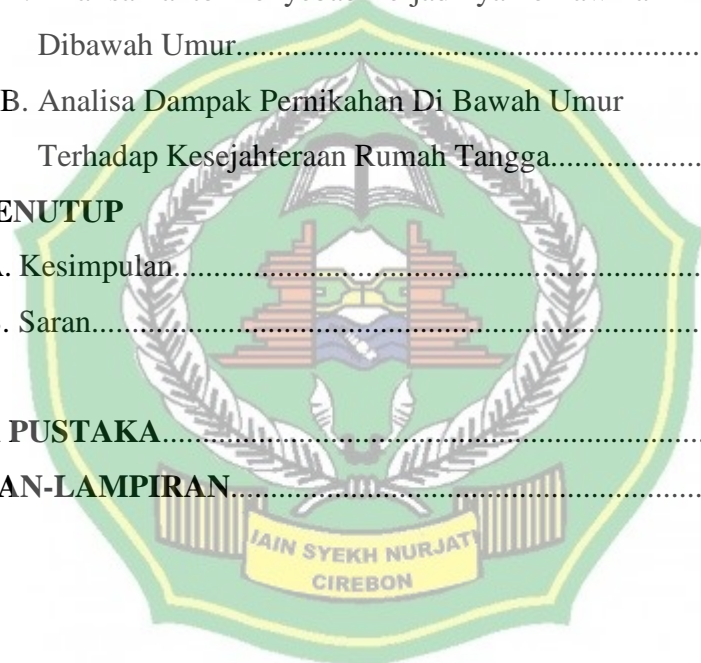 Dibawah Umur
B. Analisa Dampak Pernikahan Di Bawah Umur
Terhadap Kesejahteraan Rumah Tangga
ENUTUP
. Kesimpulan
. Saran
PUSTAKA
AN-LAMPIRAN
IAIN SYEKH NURJATI
CIREBON